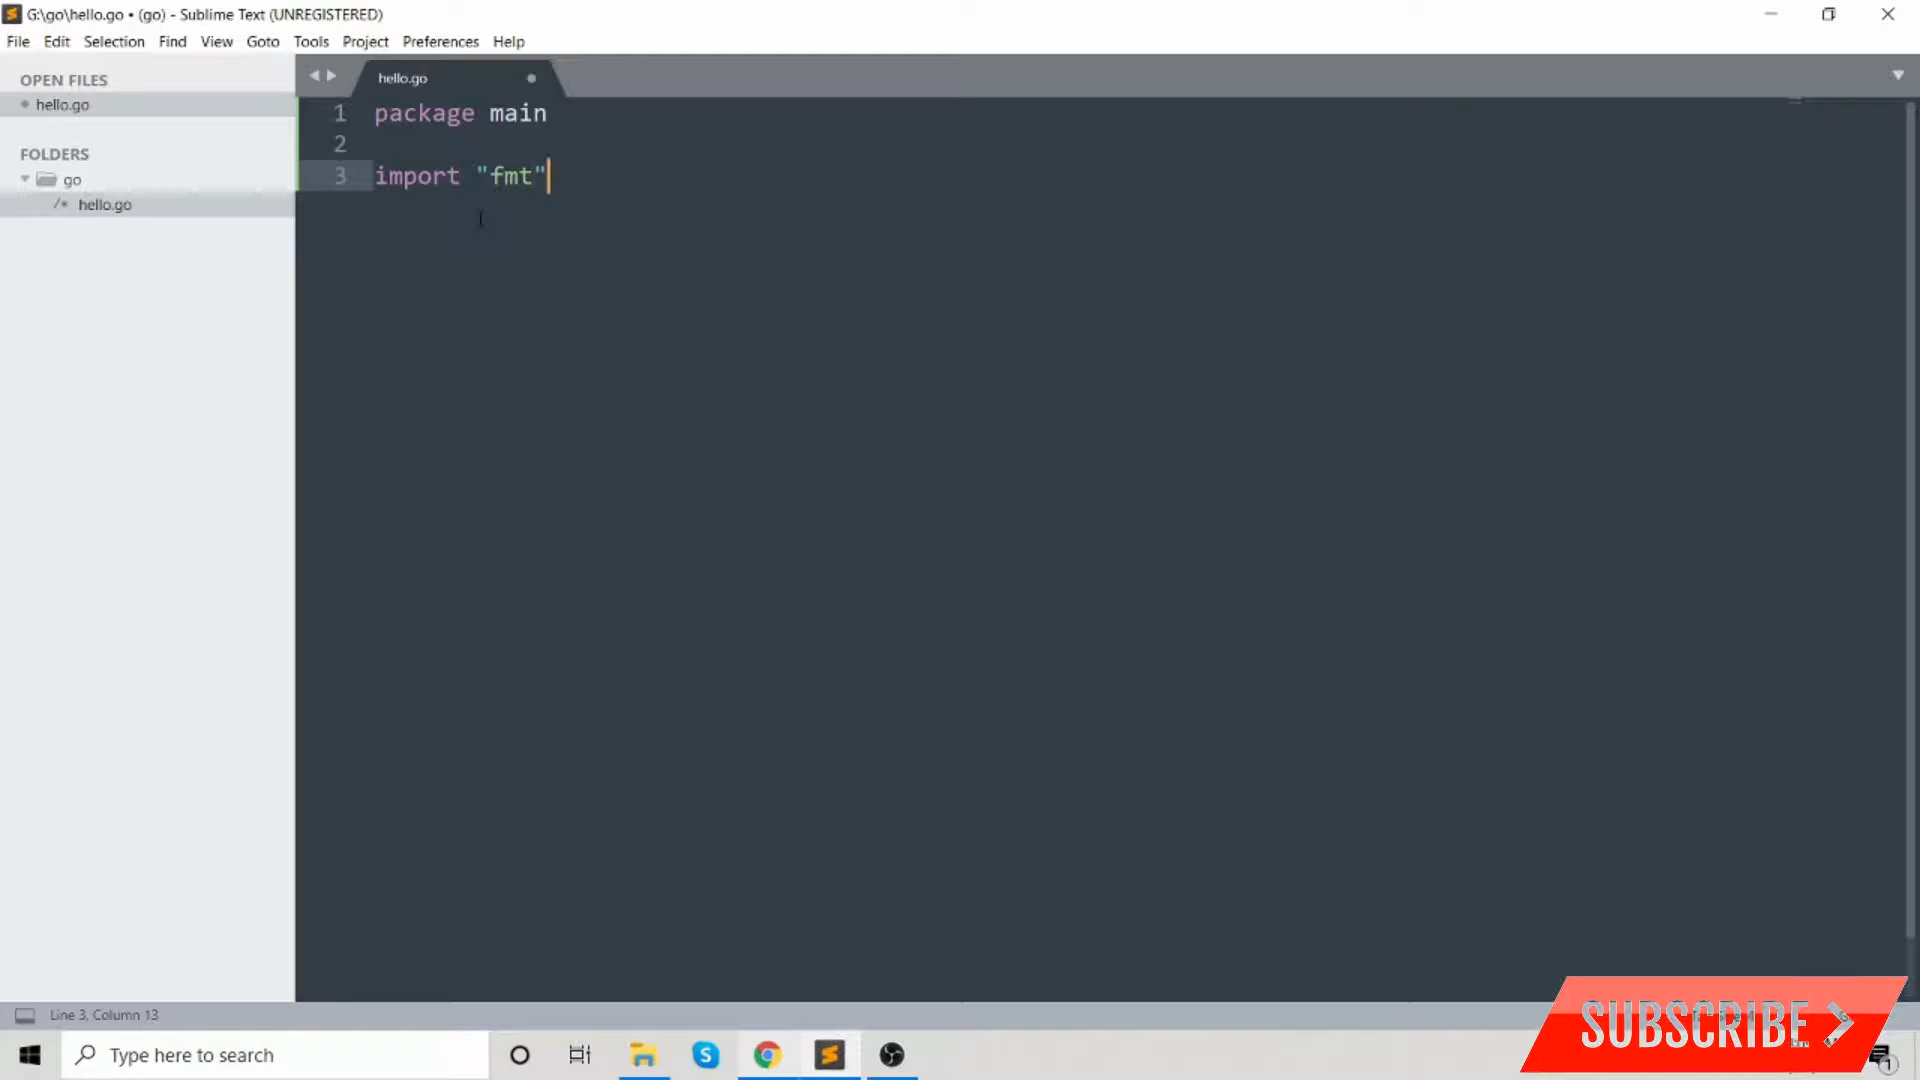 G:\go\hello.go • (go) - Sublime Text (UNREGISTERED)
File Edit Selection Find View Goto Tools Project Preferences Help
OPEN FILES
hello.go
FOLDERS
go
/* hello.go
hello.go
1 package main
2
3 import "fmt"
Line 3, Column 13
SUBSCRIBE
Type here to search
1